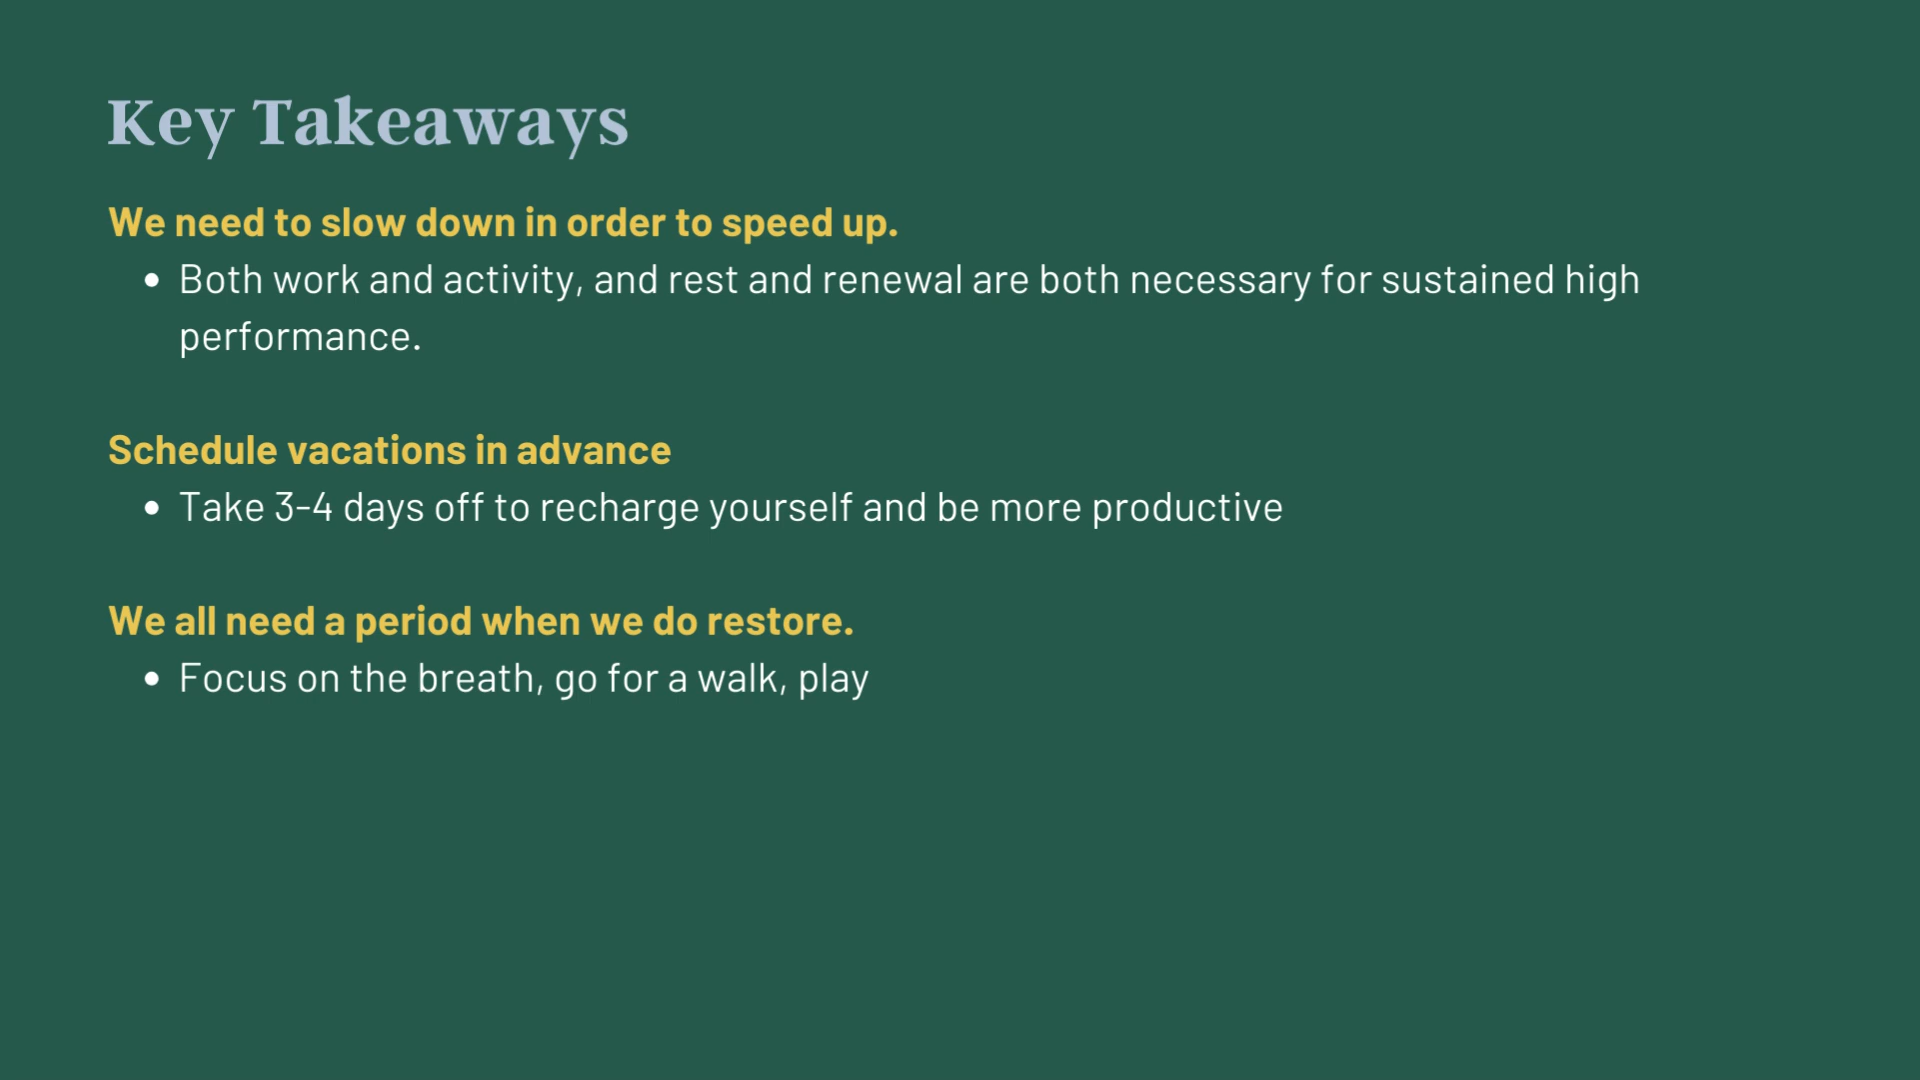 Key Takeaways
We need to slow down in order to speed up.
• Both work and activity, and rest and renewal are both necessary for sustained high
performance.
Schedule vacations in advance
• Take 3-4 days off to recharge yourself and be more productive
We all need a period when we do restore.
• Focus on the breath, go for a walk, play